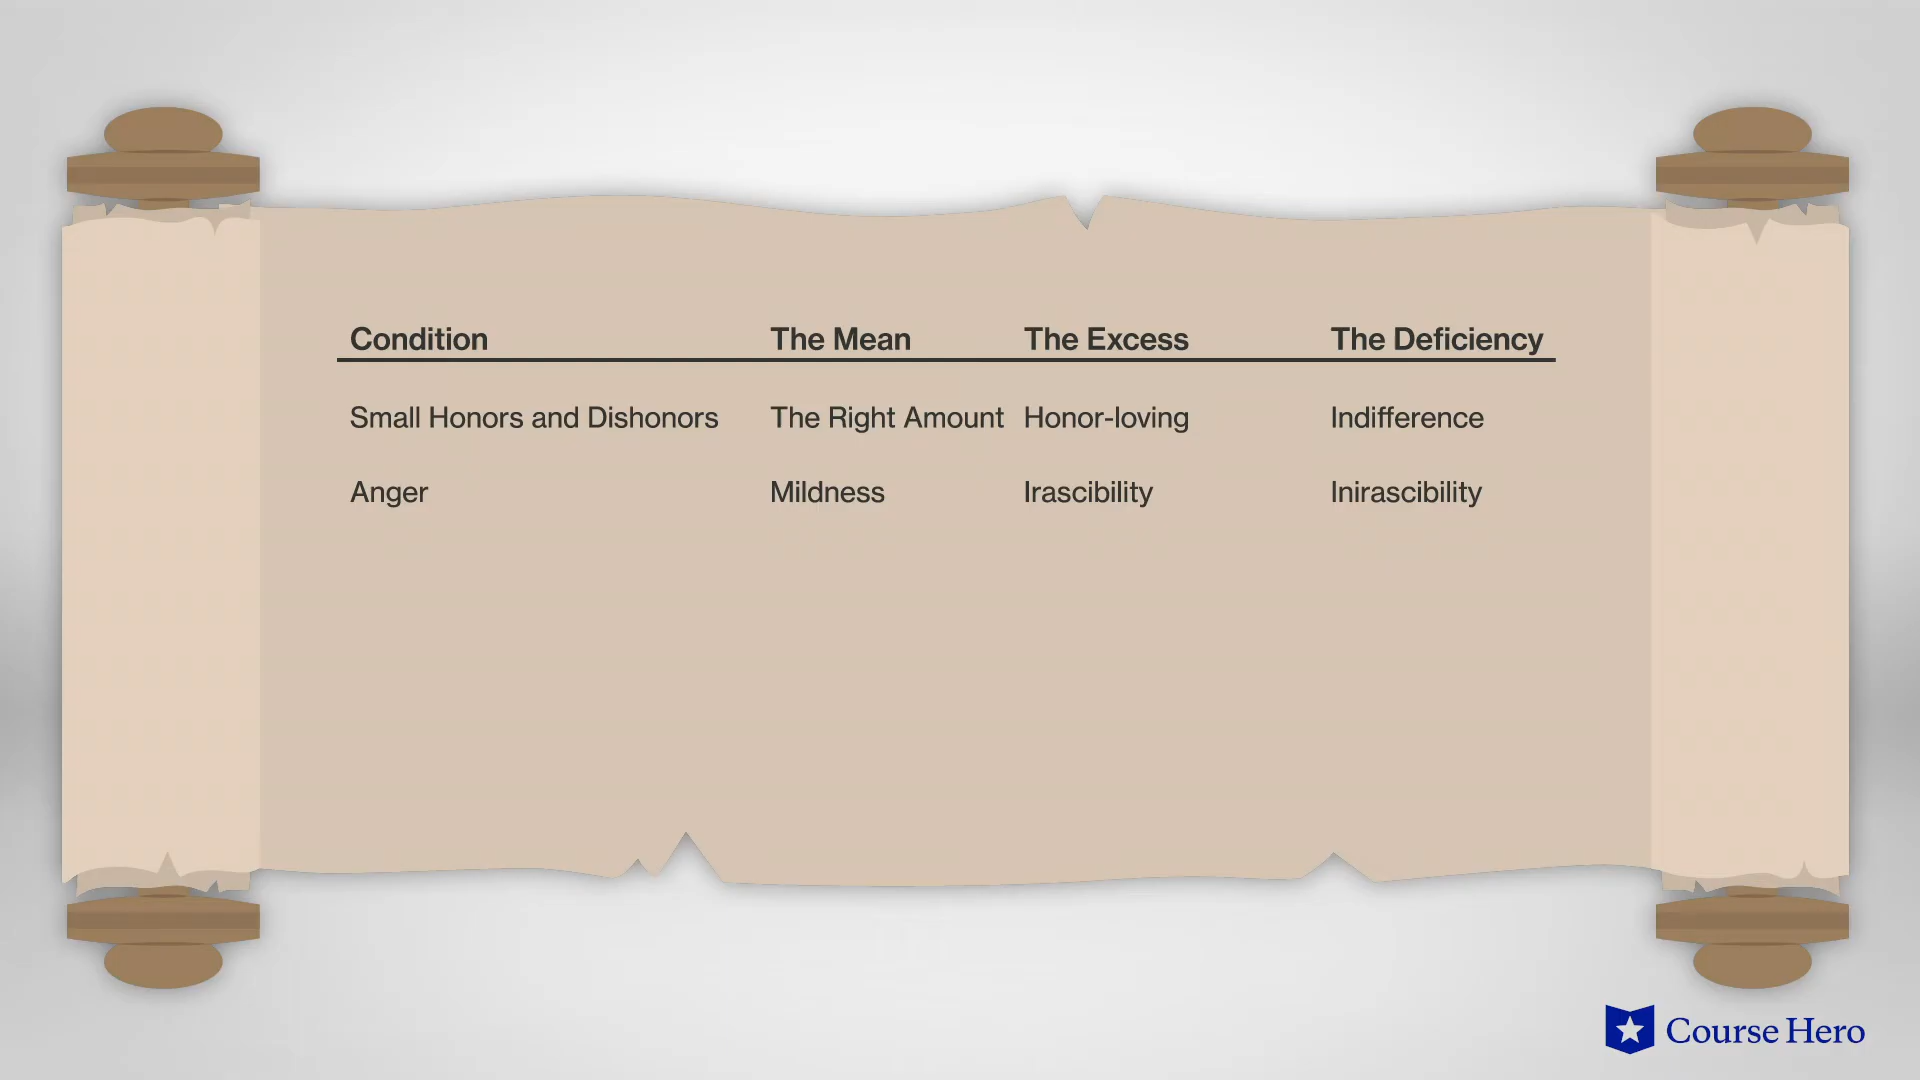 Condition The Mean The Excess The Deficiency
Small Honors and Dishonors The Right Amount Honor-loving Indifference
Anger Mildness Irascibility Inirascibility
Course Hero